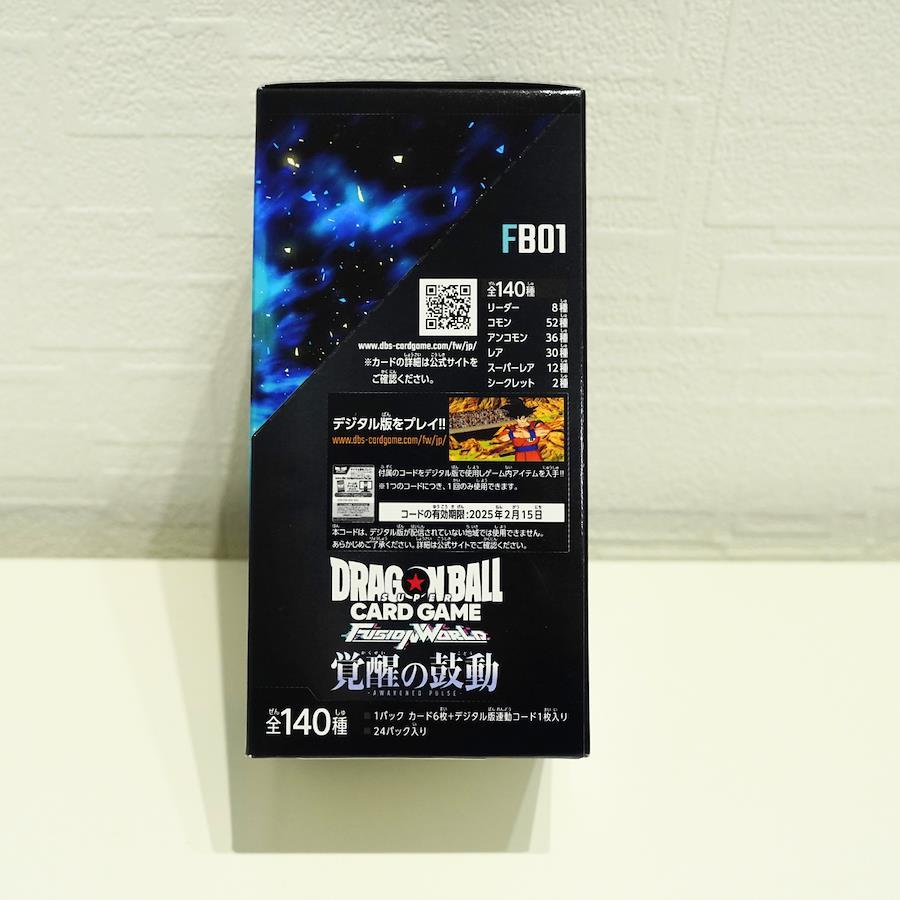 FB01
全140種
リーダー 8種
コモン 52種
アンコモン 36種
レア 30種
スーパーレア 12種
シークレット 2種
www.dbs-cardgame.com/fw/jp/
※カードの詳細は公式サイトを
ご確認ください。
デジタル版をプレイ!!
www.dbs-cardgame.com/fw/jp/
付属のコードをデジタル版で使用しゲーム内アイテムを入手!!
※1つのコードにつき、1回のみ使用できます。
コードの有効期限:2025年2月15日
本コードは、デジタル版が配信されていない地域では使用できません。
あらかじめご了承ください。詳細は公式サイトでご確認ください。
DRAGON BALL
SUPER
CARD GAME
FUSION WORLD
覚醒の鼓動
-AWAKENED PULSE-
全140種
1パック カード6枚+デジタル版連動コード1枚入り
24パック入り